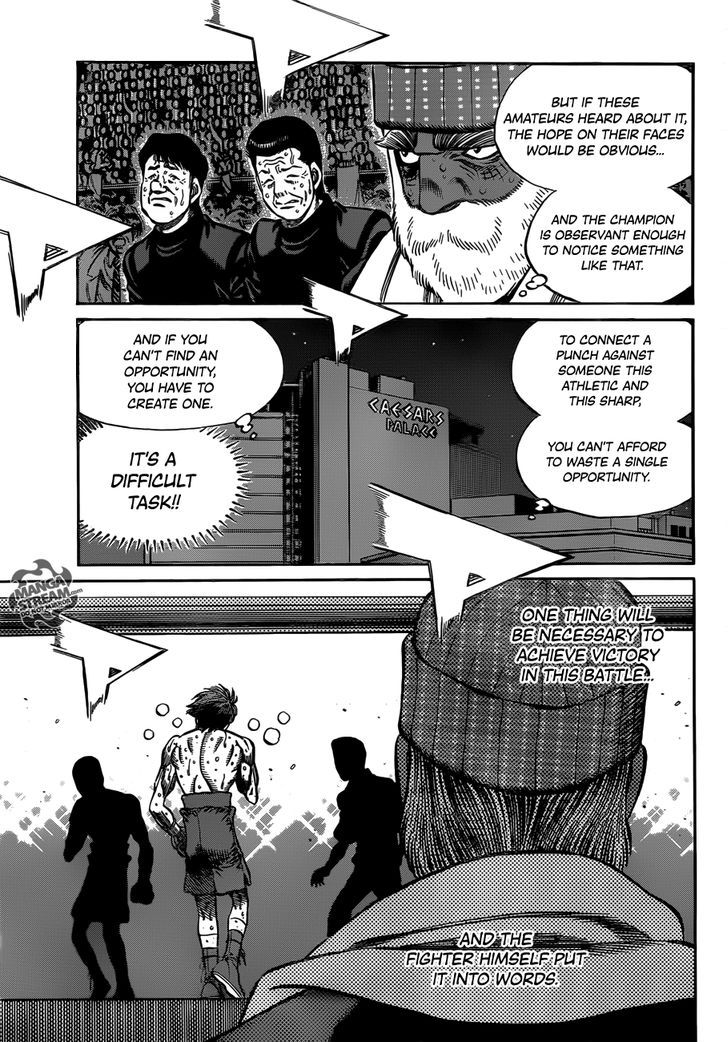 BUT IF THESE
AMATEURS HEARD ABOUT IT,
THE HOPE ON THEIR FACES
WOULD BE OBVIOUS...
AND THE CHAMPION
IS OBSERVANT ENOUGH
TO NOTICE SOMETHING
LIKE THAT.
TO CONNECT A
PUNCH AGAINST
SOMEONE THIS
ATHLETIC AND
THIS SHARP,
YOU CAN'T AFFORD
TO WASTE A SINGLE
OPPORTUNITY.
CAESARS
PALACE
AND IF YOU
CAN'T FIND AN
OPPORTUNITY,
YOU HAVE TO
CREATE ONE.
IT'S A
DIFFICULT
TASK!!
MANGA
STREAM
ONE THING WILL
BE NECESSARY TO
ACHIEVE VICTORY
IN THIS BATTLE...
AND THE
FIGHTER HIMSELF PUT
IT INTO WORDS.